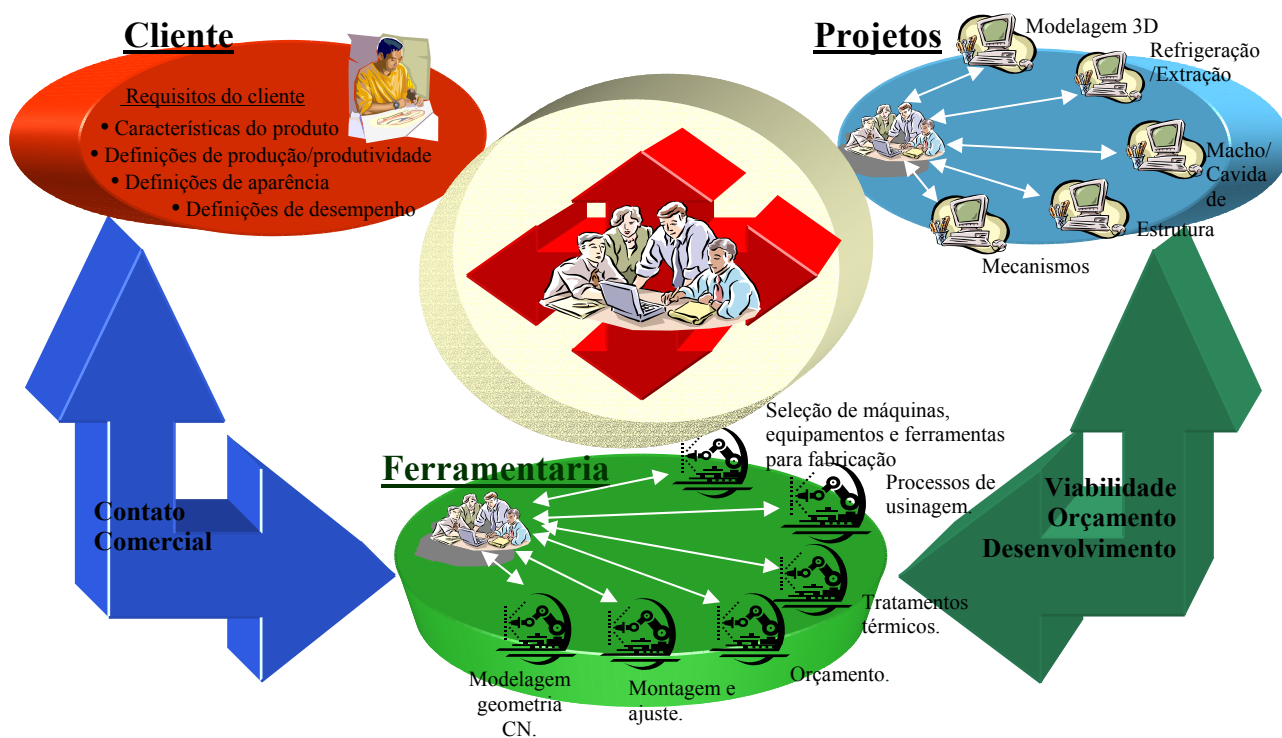 Cliente
Requisitos do cliente
• Características do produto
• Definições de produção/produtividade
• Definições de aparência
• Definições de desempenho
Projetos
Modelagem 3D
Refrigeração
/Extração
Macho/
Cavida
de
Estrutura
Mecanismos
Contato
Comercial
Viabilidade
Orçamento
Desenvolvimento
Ferramentaria
Seleção de máquinas,
equipamentos e ferramentas
para fabricação
Processos de
usinagem.
Tratamentos
térmicos.
Orçamento.
Montagem e
ajuste.
Modelagem
geometria
CN.